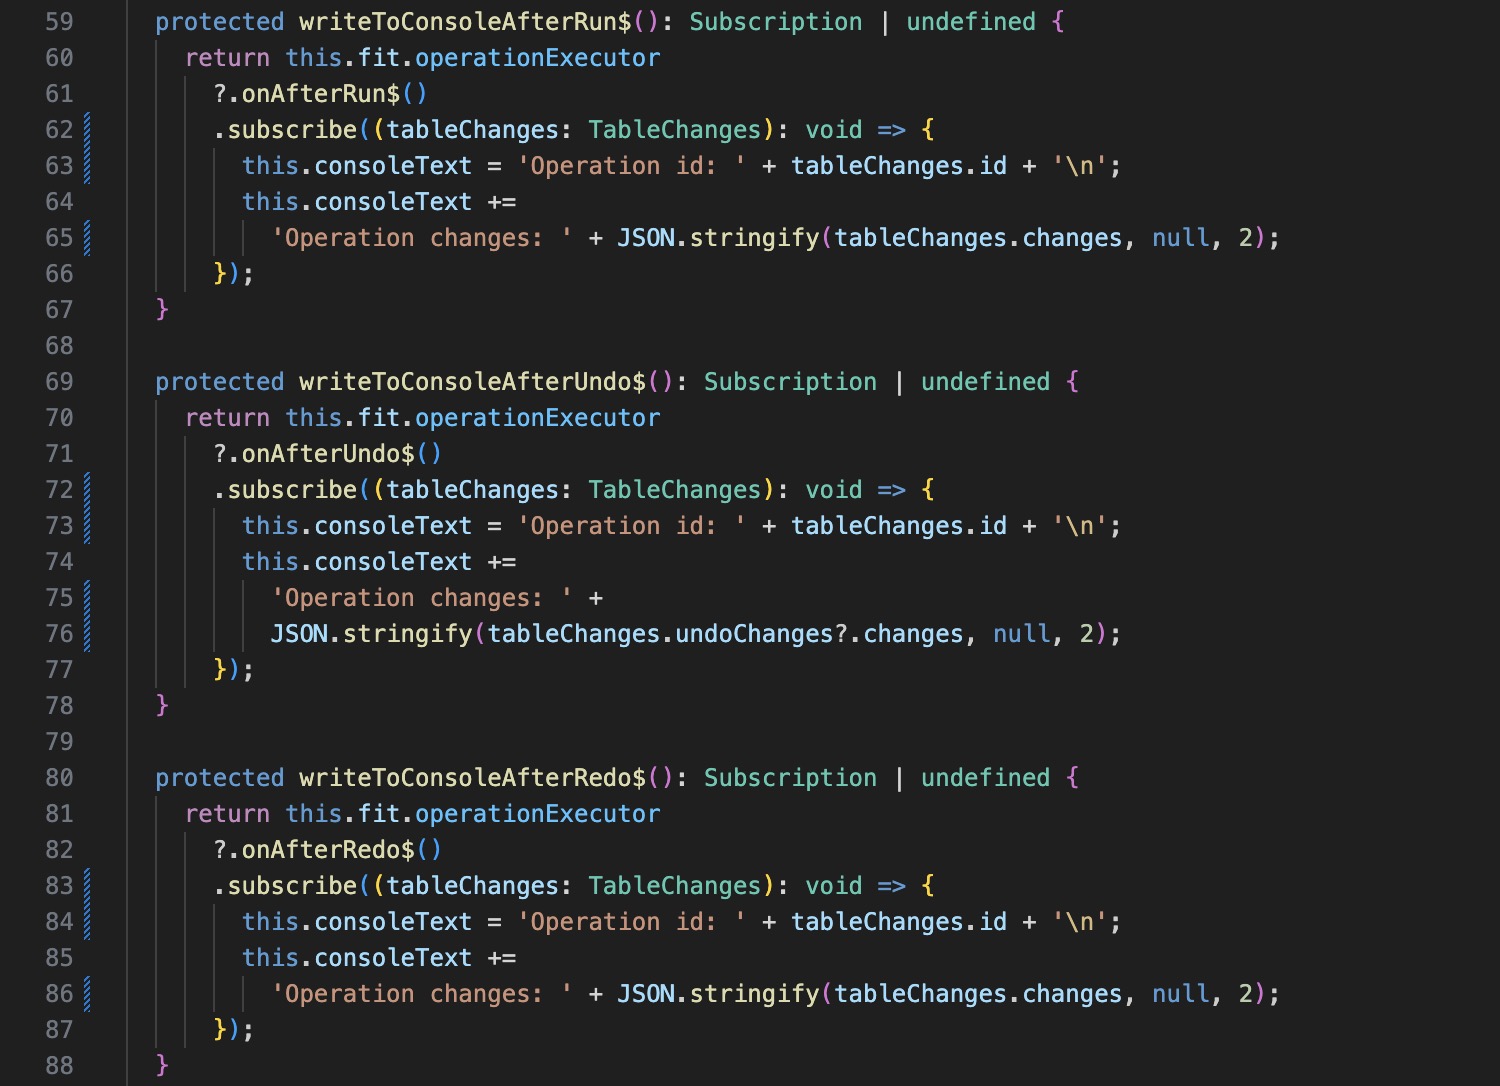 59 protected writeToConsoleAfterRun$(): Subscription | undefined {
60 return this.fit.operationExecutor
61 ?.onAfterRun$()
62 .subscribe((tableChanges: TableChanges): void => {
63 this.consoleText = 'Operation id: ' + tableChanges.id + '\n';
64 this.consoleText +=
65 'Operation changes: ' + JSON.stringify(tableChanges.changes, null, 2);
66 });
67 }
68
69 protected writeToConsoleAfterUndo$(): Subscription | undefined {
70 return this.fit.operationExecutor
71 ?.onAfterUndo$()
72 .subscribe((tableChanges: TableChanges): void => {
73 this.consoleText = 'Operation id: ' + tableChanges.id + '\n';
74 this.consoleText +=
75 'Operation changes: ' +
76 JSON.stringify(tableChanges.undoChanges?.changes, null, 2);
77 });
78 }
79
80 protected writeToConsoleAfterRedo$(): Subscription | undefined {
81 return this.fit.operationExecutor
82 ?.onAfterRedo$()
83 .subscribe((tableChanges: TableChanges): void => {
84 this.consoleText = 'Operation id: ' + tableChanges.id + '\n';
85 this.consoleText +=
86 'Operation changes: ' + JSON.stringify(tableChanges.changes, null, 2);
87 });
88 }